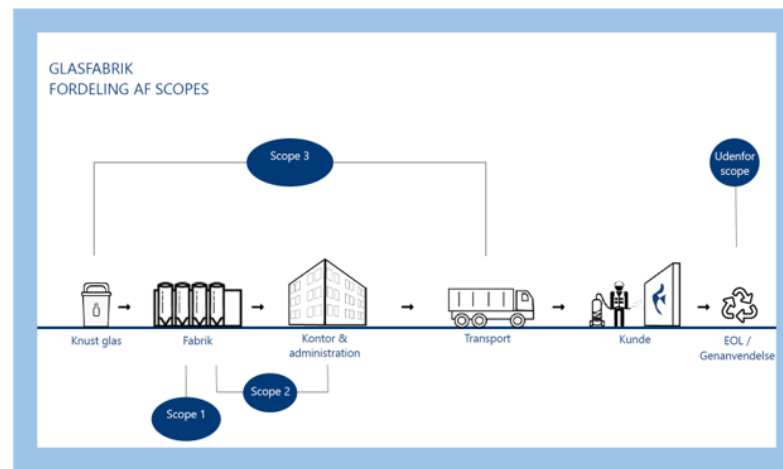 GLASFABRIK
FORDELING AF SCOPES
Scope 3
Udenfor
scope
Knust glas
Fabrik
Kontor &
administration
Transport
Kunde
EOL /
Genanvendelse
Scope 1
Scope 2